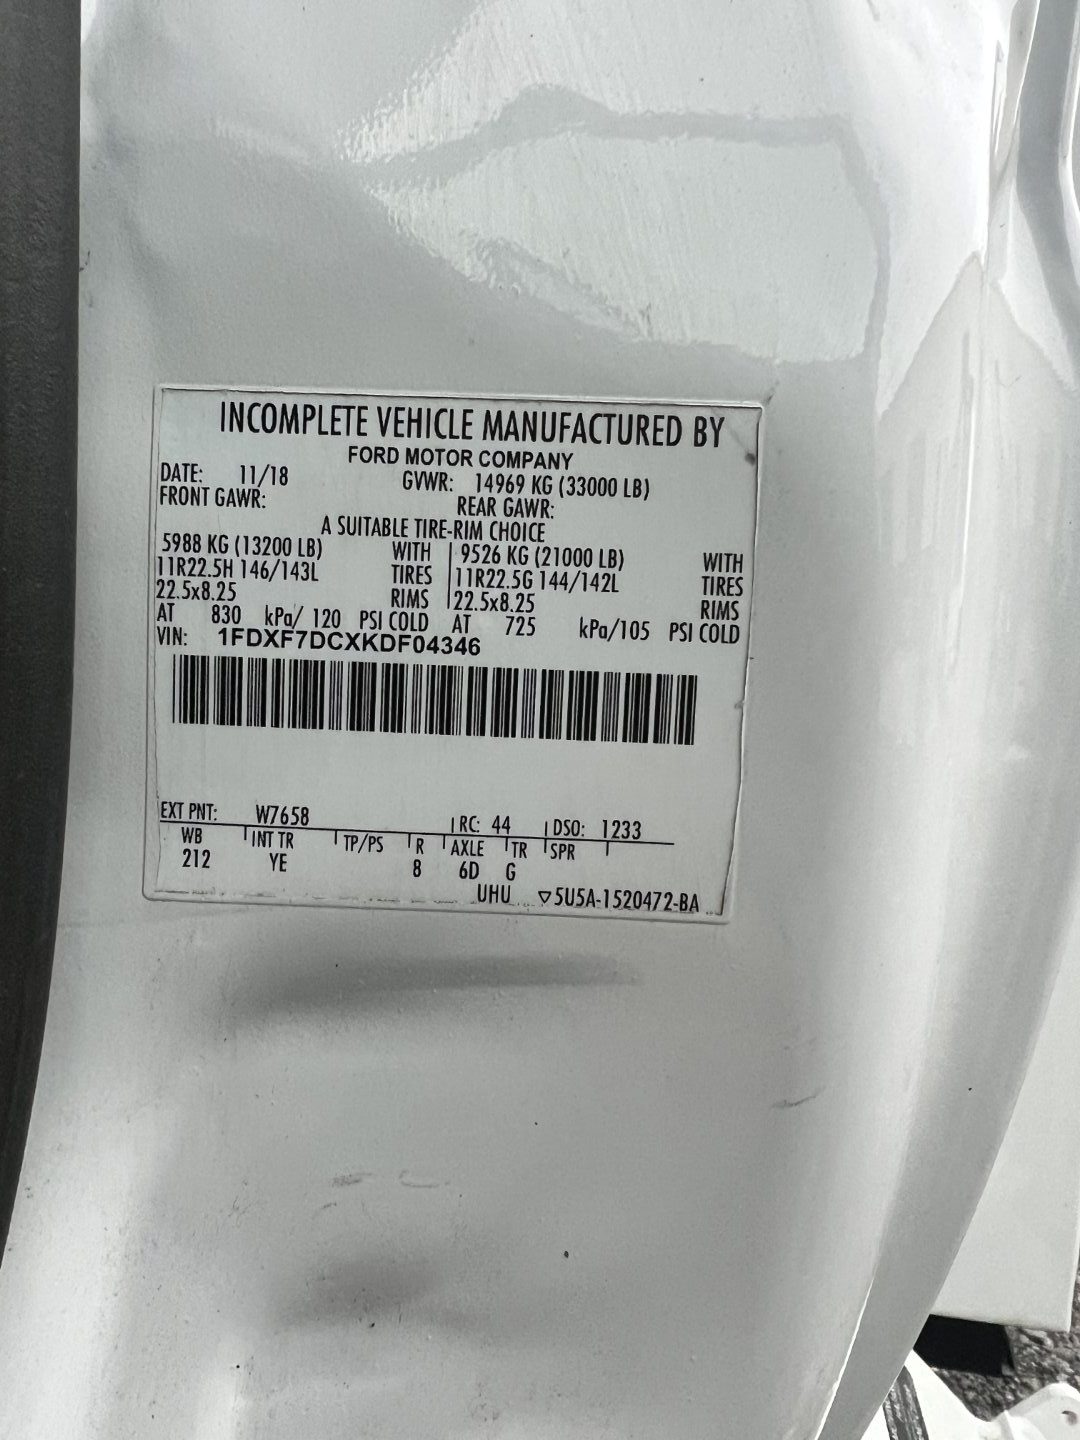 INCOMPLETE VEHICLE MANUFACTURED BY
FORD MOTOR COMPANY
DATE: 11/18 GVWR: 14969 KG (33000 LB)
FRONT GAWR: REAR GAWR:
A SUITABLE TIRE-RIM CHOICE
5988 KG (13200 LB) WITH 9526 KG (21000 LB) WITH
11R22.5H 146/143L TIRES 11R22.5G 144/142L TIRES
22.5x8.25 RIMS 22.5x8.25 RIMS
AT 830 kPa/ 120 PSI COLD AT 725 kPa/105 PSI COLD
VIN: 1FDXF7DCXKDF04346
EXT PNT: W7658 RC: 44 DSO: 1233
WB INT TR TP/PS R AXLE TR SPR
212 YE 8 6D G
UHU ▽5U5A-1520472-BA